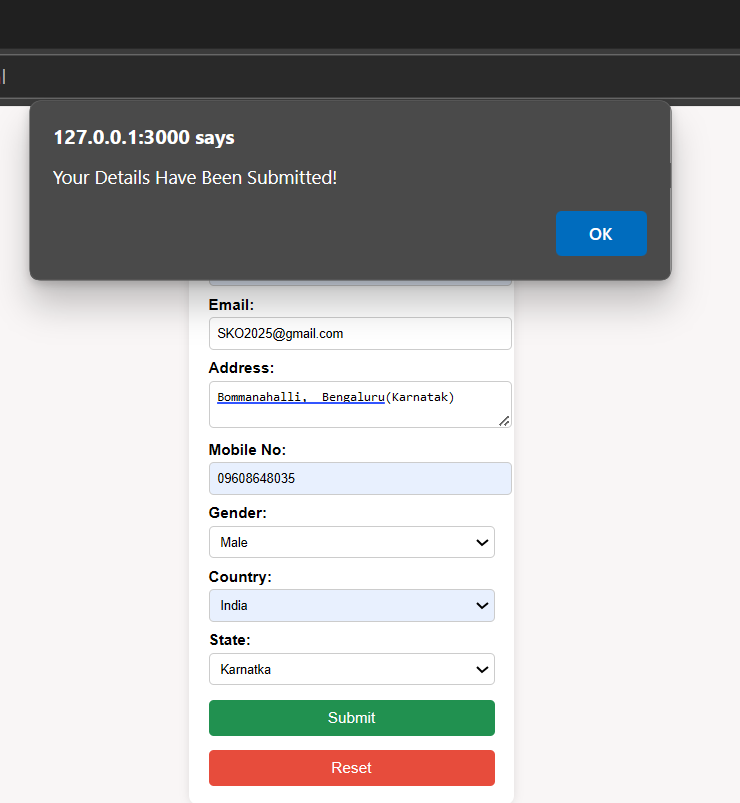 127.0.0.1:3000 says
Your Details Have Been Submitted!
OK
Email:
SKO2025@gmail.com
Address:
Bommanahalli, Bengaluru(Karnatak)
Mobile No:
09608648035
Gender:
Male
Country:
India
State:
Karnatka
Submit
Reset